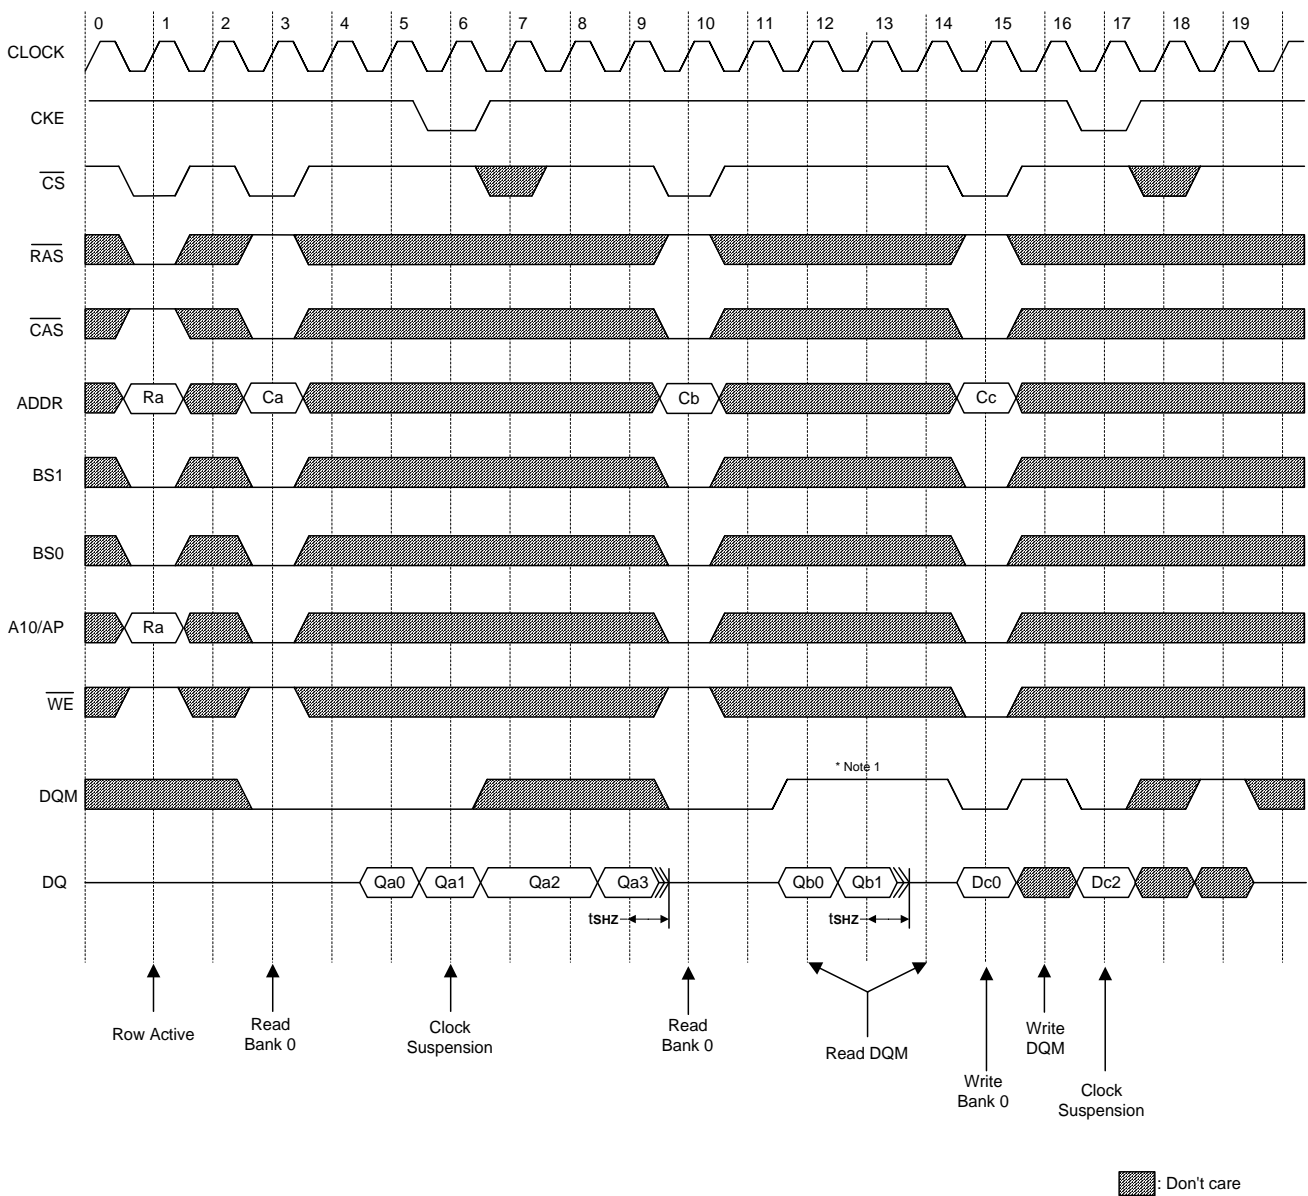 0 1 2 3 4 5 6 7 8 9 10 11 12 13 14 15 16 17 18 19
CLOCK
CKE
CS
RAS
CAS
ADDR Ra Ca Cb Cc
BS1
BS0
A10/AP Ra
WE
* Note 1
DQM
DQ Qa0 Qa1 Qa2 Qa3 Qb0 Qb1 Dc0 Dc2
tSHZ tSHZ
Row Active
Read
Bank 0
Clock
Suspension
Read
Bank 0
Read DQM
Write
Bank 0
Write
DQM
Clock
Suspension
: Don't care